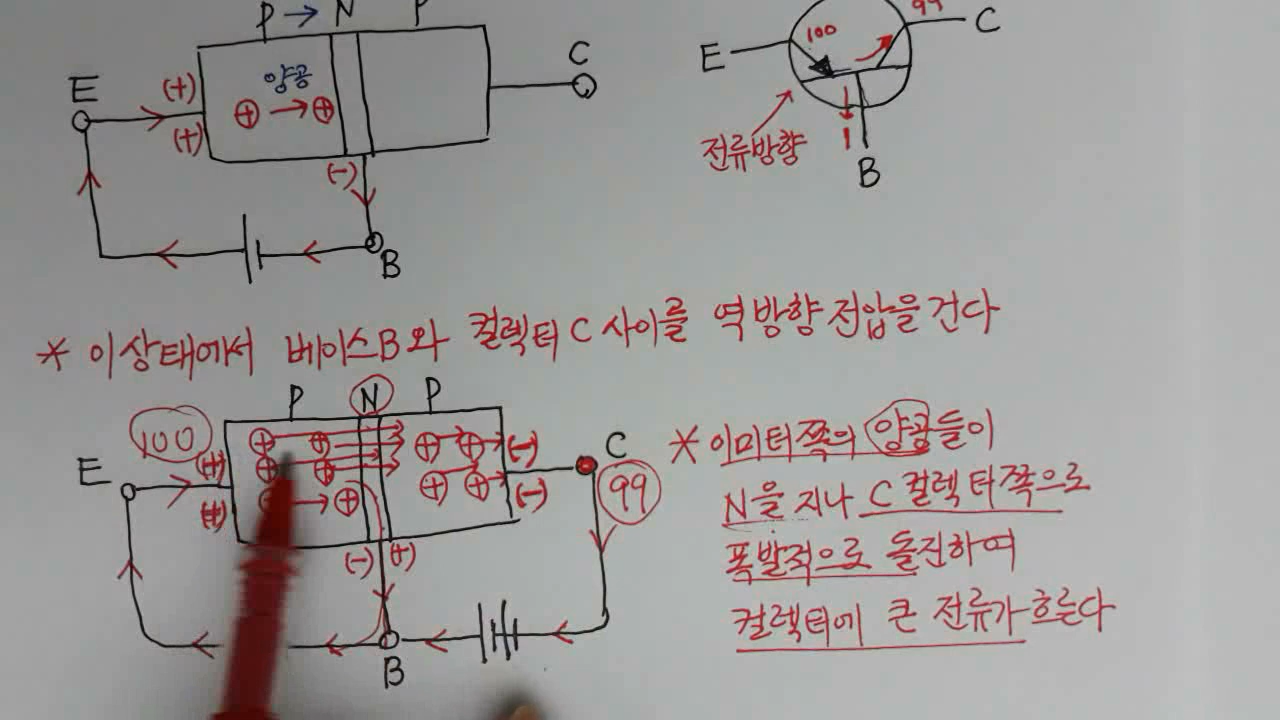 P → N P
E (+) 양공 C
(+) ⊕ → ⊕
(-)
B
E 100 99 C
전류방향 1
B
* 이상태에서 베이스B와 컬렉터 C 사이를 역방향 전압을 건다
P N P
100
E (+) (-) C
(+) (-) 99
(-) (+)
B
* 이미터쪽의 양공들이
N을 지나 C 컬렉터쪽으로
폭발적으로 돌진하여
컬렉터에 큰 전류가 흐른다